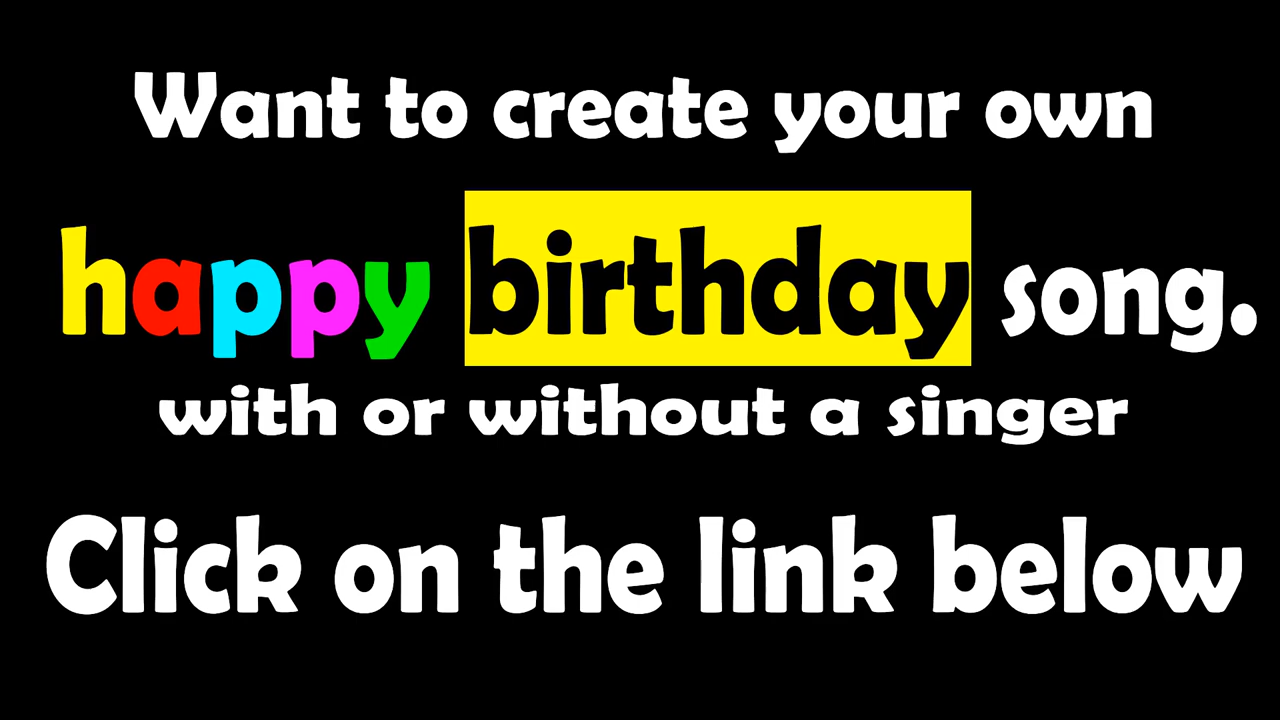 Want to create your own
happy birthday song.
with or without a singer
Click on the link below